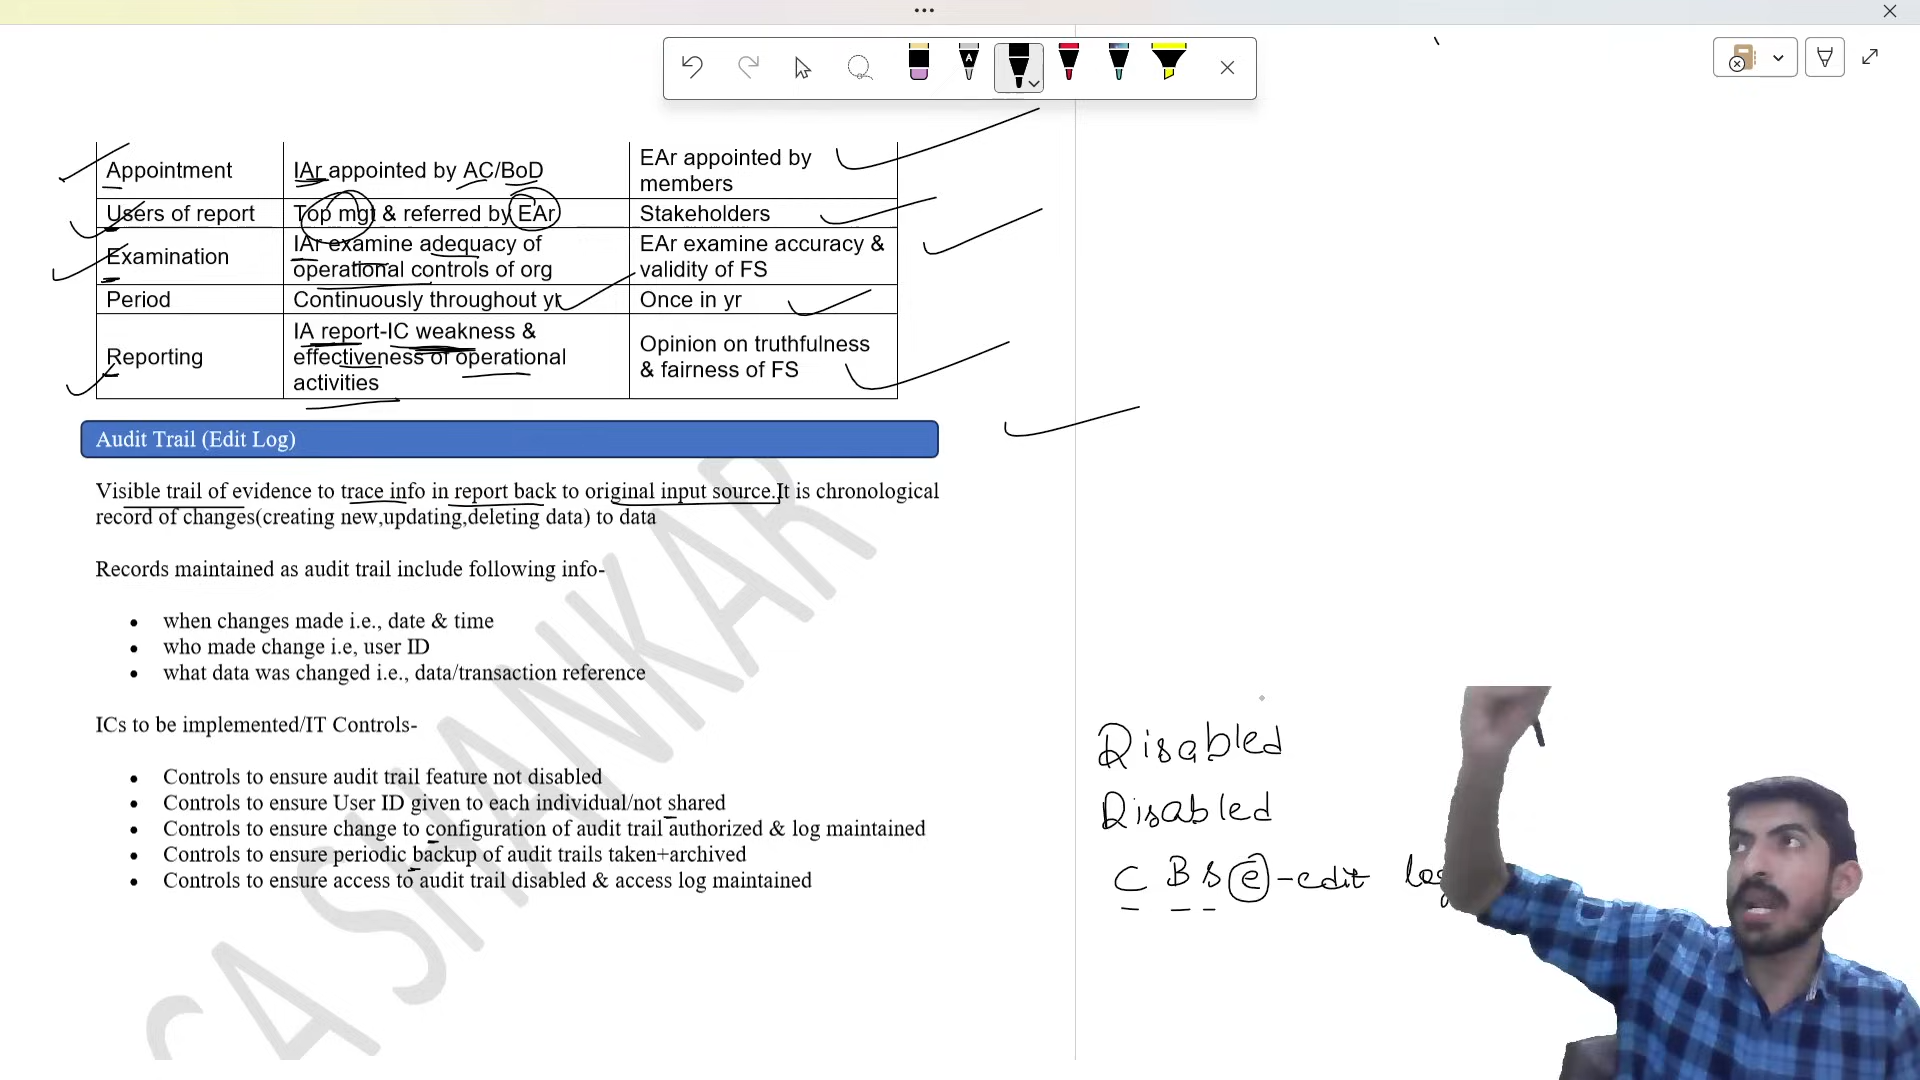 Appointment IAr appointed by AC/BoD EAr appointed by members
Users of report Top mgt & referred by EAr Stakeholders
Examination IAr examine adequacy of operational controls of org EAr examine accuracy & validity of FS
Period Continuously throughout yr Once in yr
Reporting IA report-IC weakness & effectiveness of operational activities Opinion on truthfulness & fairness of FS
Audit Trail (Edit Log)
Visible trail of evidence to trace info in report back to original input source.It is chronological
record of changes(creating new,updating,deleting data) to data
Records maintained as audit trail include following info-
• when changes made i.e., date & time
• who made change i.e, user ID
• what data was changed i.e., data/transaction reference
ICs to be implemented/IT Controls-
• Controls to ensure audit trail feature not disabled
• Controls to ensure User ID given to each individual/not shared
• Controls to ensure change to configuration of audit trail authorized & log maintained
• Controls to ensure periodic backup of audit trails taken+archived
• Controls to ensure access to audit trail disabled & access log maintained
Disabled
Disabled
C B s e - edit log
CA SHANKAR